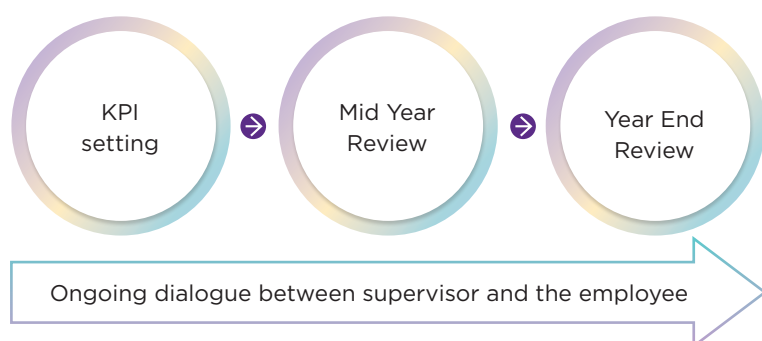 KPI
setting
Mid Year
Review
Year End
Review
Ongoing dialogue between supervisor and the employee